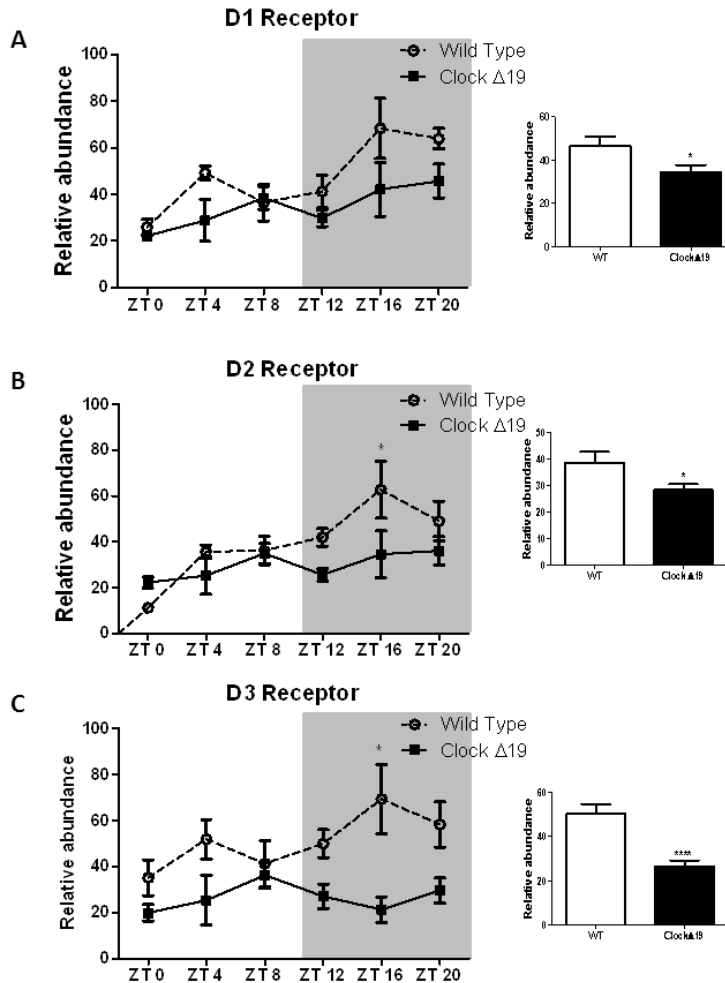 A
D1 Receptor
Wild Type
Clock Δ19
Relative abundance
100
80
60
40
20
0
ZT 0 ZT 4 ZT 8 ZT 12 ZT 16 ZT 20
Relative abundance
60
40
20
0
*
WT ClockΔ19
B
D2 Receptor
Wild Type
Clock Δ19
Relative abundance
100
80
60
40
20
0
*
ZT 0 ZT 4 ZT 8 ZT 12 ZT 16 ZT 20
Relative abundance
50
40
30
20
10
0
*
WT ClockΔ19
C
D3 Receptor
Wild Type
Clock Δ19
Relative abundance
100
80
60
40
20
0
*
ZT 0 ZT 4 ZT 8 ZT 12 ZT 16 ZT 20
Relative abundance
60
40
20
0
****
WT ClockΔ19